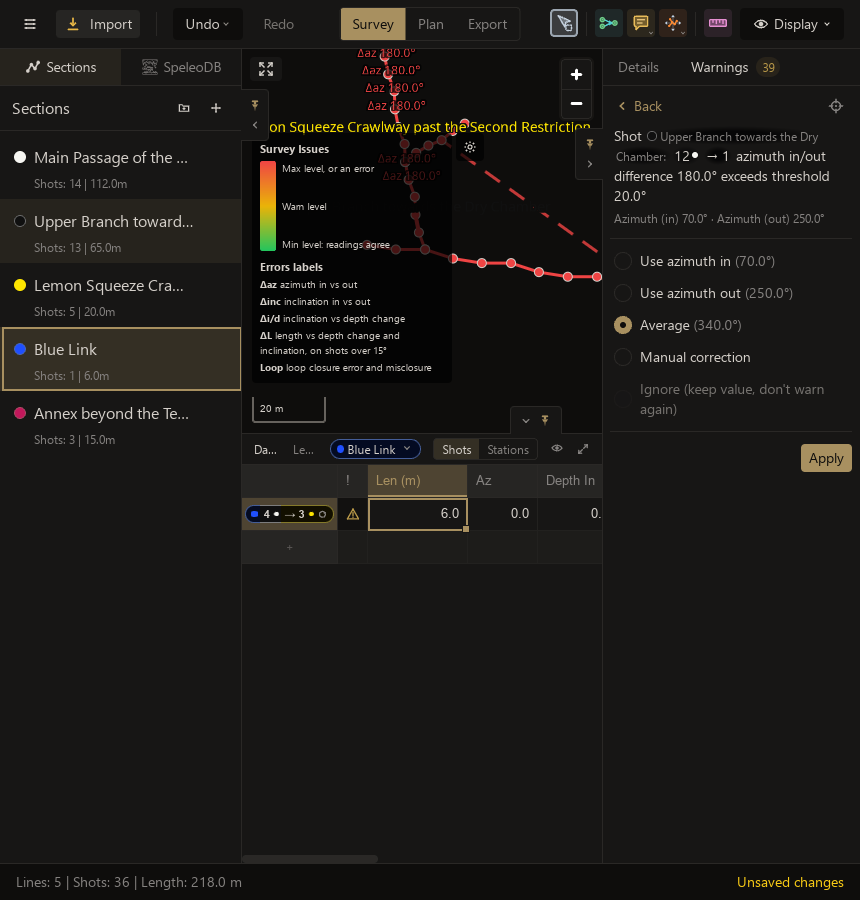 Import
Undo
Redo
Survey
Plan
Export
Display
Sections
SpeleoDB
Sections
Main Passage of the ...
Shots: 14 | 112.0m
Upper Branch toward...
Shots: 13 | 65.0m
Lemon Squeeze Cra...
Shots: 5 | 20.0m
Blue Link
Shots: 1 | 6.0m
Annex beyond the Te...
Shots: 3 | 15.0m
Δaz 180.0°
Δaz 180.0°
Δaz 180.0°
Δaz 180.0°
on Squeeze Crawlway past the Second Restriction
Δaz 180.0°
Δaz 180.0°
Survey Issues
Max level, or an error
Warn level
Min level: readings agree
Errors labels
Δaz azimuth in vs out
Δinc inclination in vs out
Δi/d inclination vs depth change
ΔL length vs depth change and
inclination, on shots over 15°
Loop loop closure error and misclosure
20 m
Da...
Le...
Blue Link
Shots
Stations
! Len (m) Az Depth In
4 → 3 6.0 0.0 0.
+
Details
Warnings 39
Back
Shot Upper Branch towards the Dry
Chamber: 12 → 1 azimuth in/out
difference 180.0° exceeds threshold
20.0°
Azimuth (in) 70.0° · Azimuth (out) 250.0°
Use azimuth in (70.0°)
Use azimuth out (250.0°)
Average (340.0°)
Manual correction
Ignore (keep value, don't warn
again)
Apply
Lines: 5 | Shots: 36 | Length: 218.0 m
Unsaved changes